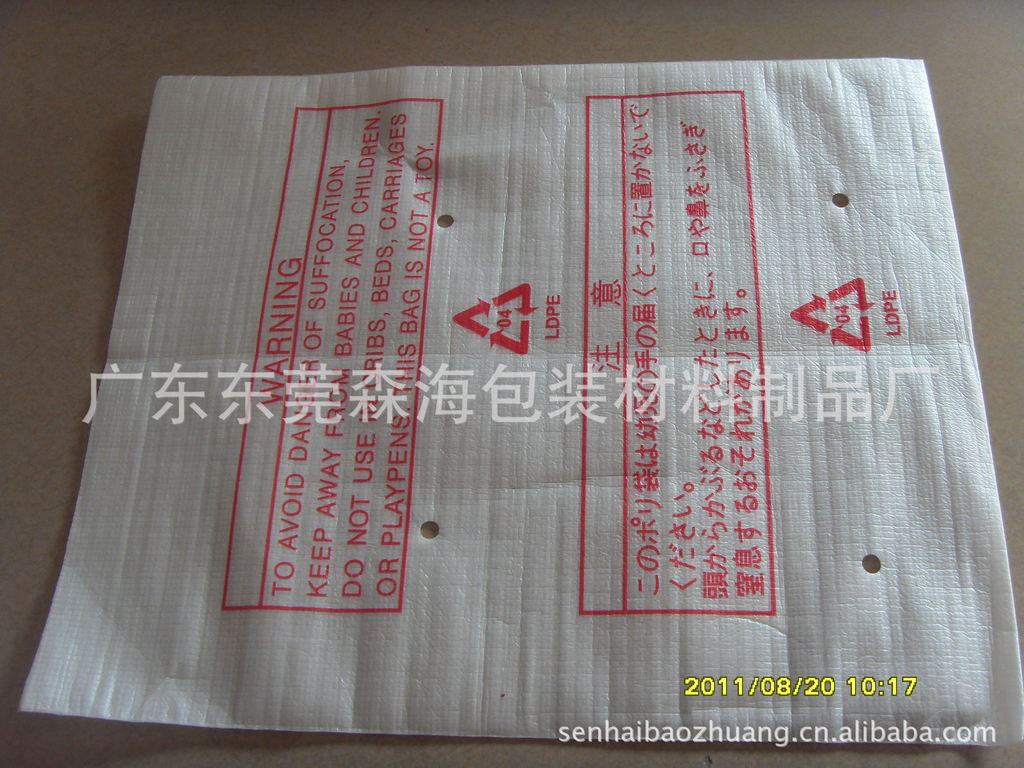 WARNING
TO AVOID DANGER OF SUFFOCATION,
KEEP AWAY FROM BABIES AND CHILDREN.
DO NOT USE IN CRIBS, BEDS, CARRIAGES
OR PLAYPENS. THIS BAG IS NOT A TOY.
04
LDPE
注 意
このポリ袋は幼児の手の届くところに置かないで
ください。
頭からかぶるなどしたときに、口や鼻をふさぎ
窒息するおそれがあります。
04
LDPE
广东东莞森海包装材料制品厂
2011/08/20 10:17
senhaibaozhuang.cn.alibaba.com